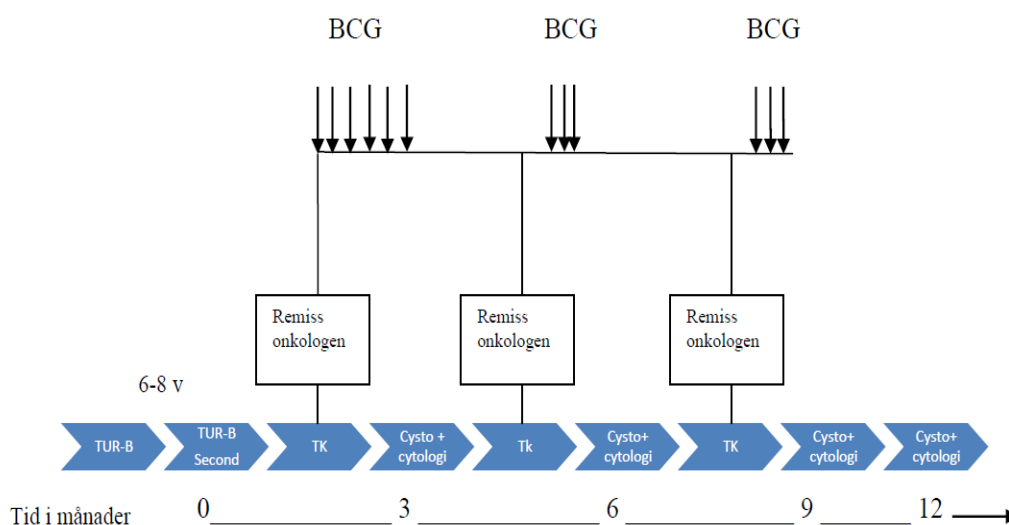 BCG
BCG
BCG
Remiss
onkologen
Remiss
onkologen
Remiss
onkologen
6-8 v
TUR-B
TUR-B
Second
TK
Cysto +
cytologi
Tk
Cysto+
cytologi
TK
Cysto+
cytologi
Cysto+
cytologi
Tid i månader 0 3 6 9 12